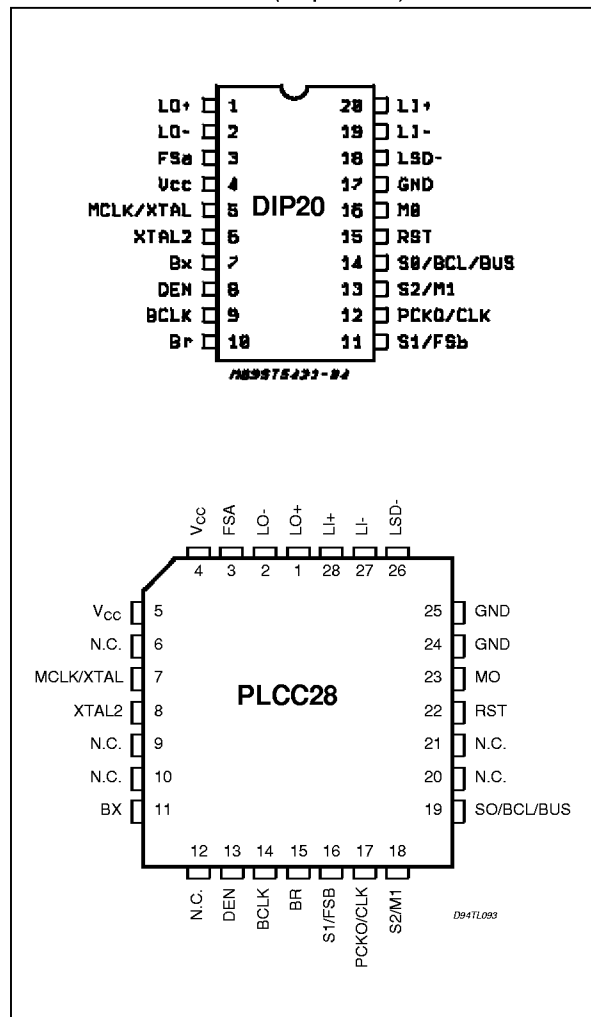 LO+ 1 20 LI+
LO- 2 19 LI-
FSa 3 18 LSD-
Vcc 4 17 GND
DIP20
MCLK/XTAL 5 16 M0
XTAL2 6 15 RST
Bx 7 14 S0/BCL/BUS
DEN 8 13 S2/M1
BCLK 9 12 PCKO/CLK
Br 10 11 S1/FSb
VCC FSA LO- LO+ LI+ LI- LSD-
4 3 2 1 28 27 26
VCC 5 25 GND
N.C. 6 24 GND
MCLK/XTAL 7 23 MO
PLCC28
XTAL2 8 22 RST
N.C. 9 21 N.C.
N.C. 10 20 N.C.
BX 11 19 SO/BCL/BUS
12 13 14 15 16 17 18
N.C. DEN BCLK BR S1/FSB PCKO/CLK S2/M1
D94TL093